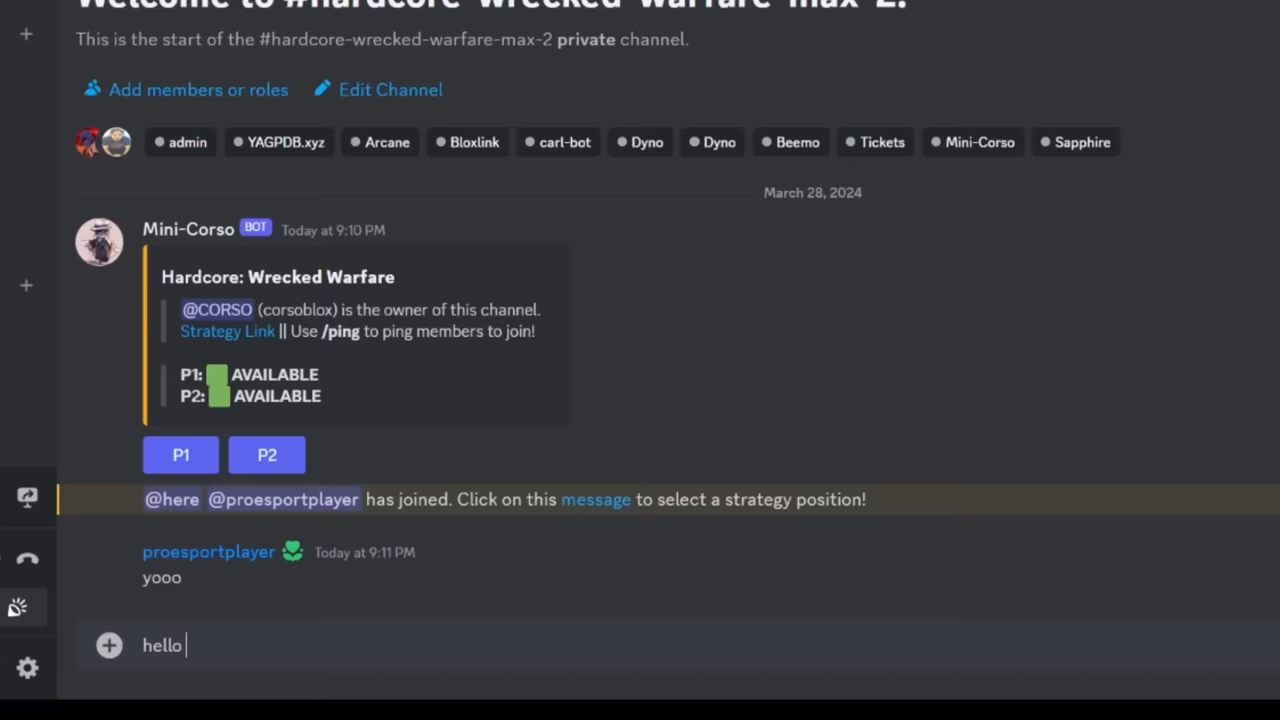 Welcome to #hardcore-wrecked-warfare-max-2!
This is the start of the #hardcore-wrecked-warfare-max-2 private channel.
Add members or roles Edit Channel
admin YAGPDB.xyz Arcane Bloxlink carl-bot Dyno Dyno Beemo Tickets Mini-Corso Sapphire
March 28, 2024
Mini-Corso BOT Today at 9:10 PM
Hardcore: Wrecked Warfare
@CORSO (corsoblox) is the owner of this channel.
Strategy Link || Use /ping to ping members to join!
P1: AVAILABLE
P2: AVAILABLE
P1 P2
@here @proesportplayer has joined. Click on this message to select a strategy position!
proesportplayer Today at 9:11 PM
yooo
hello